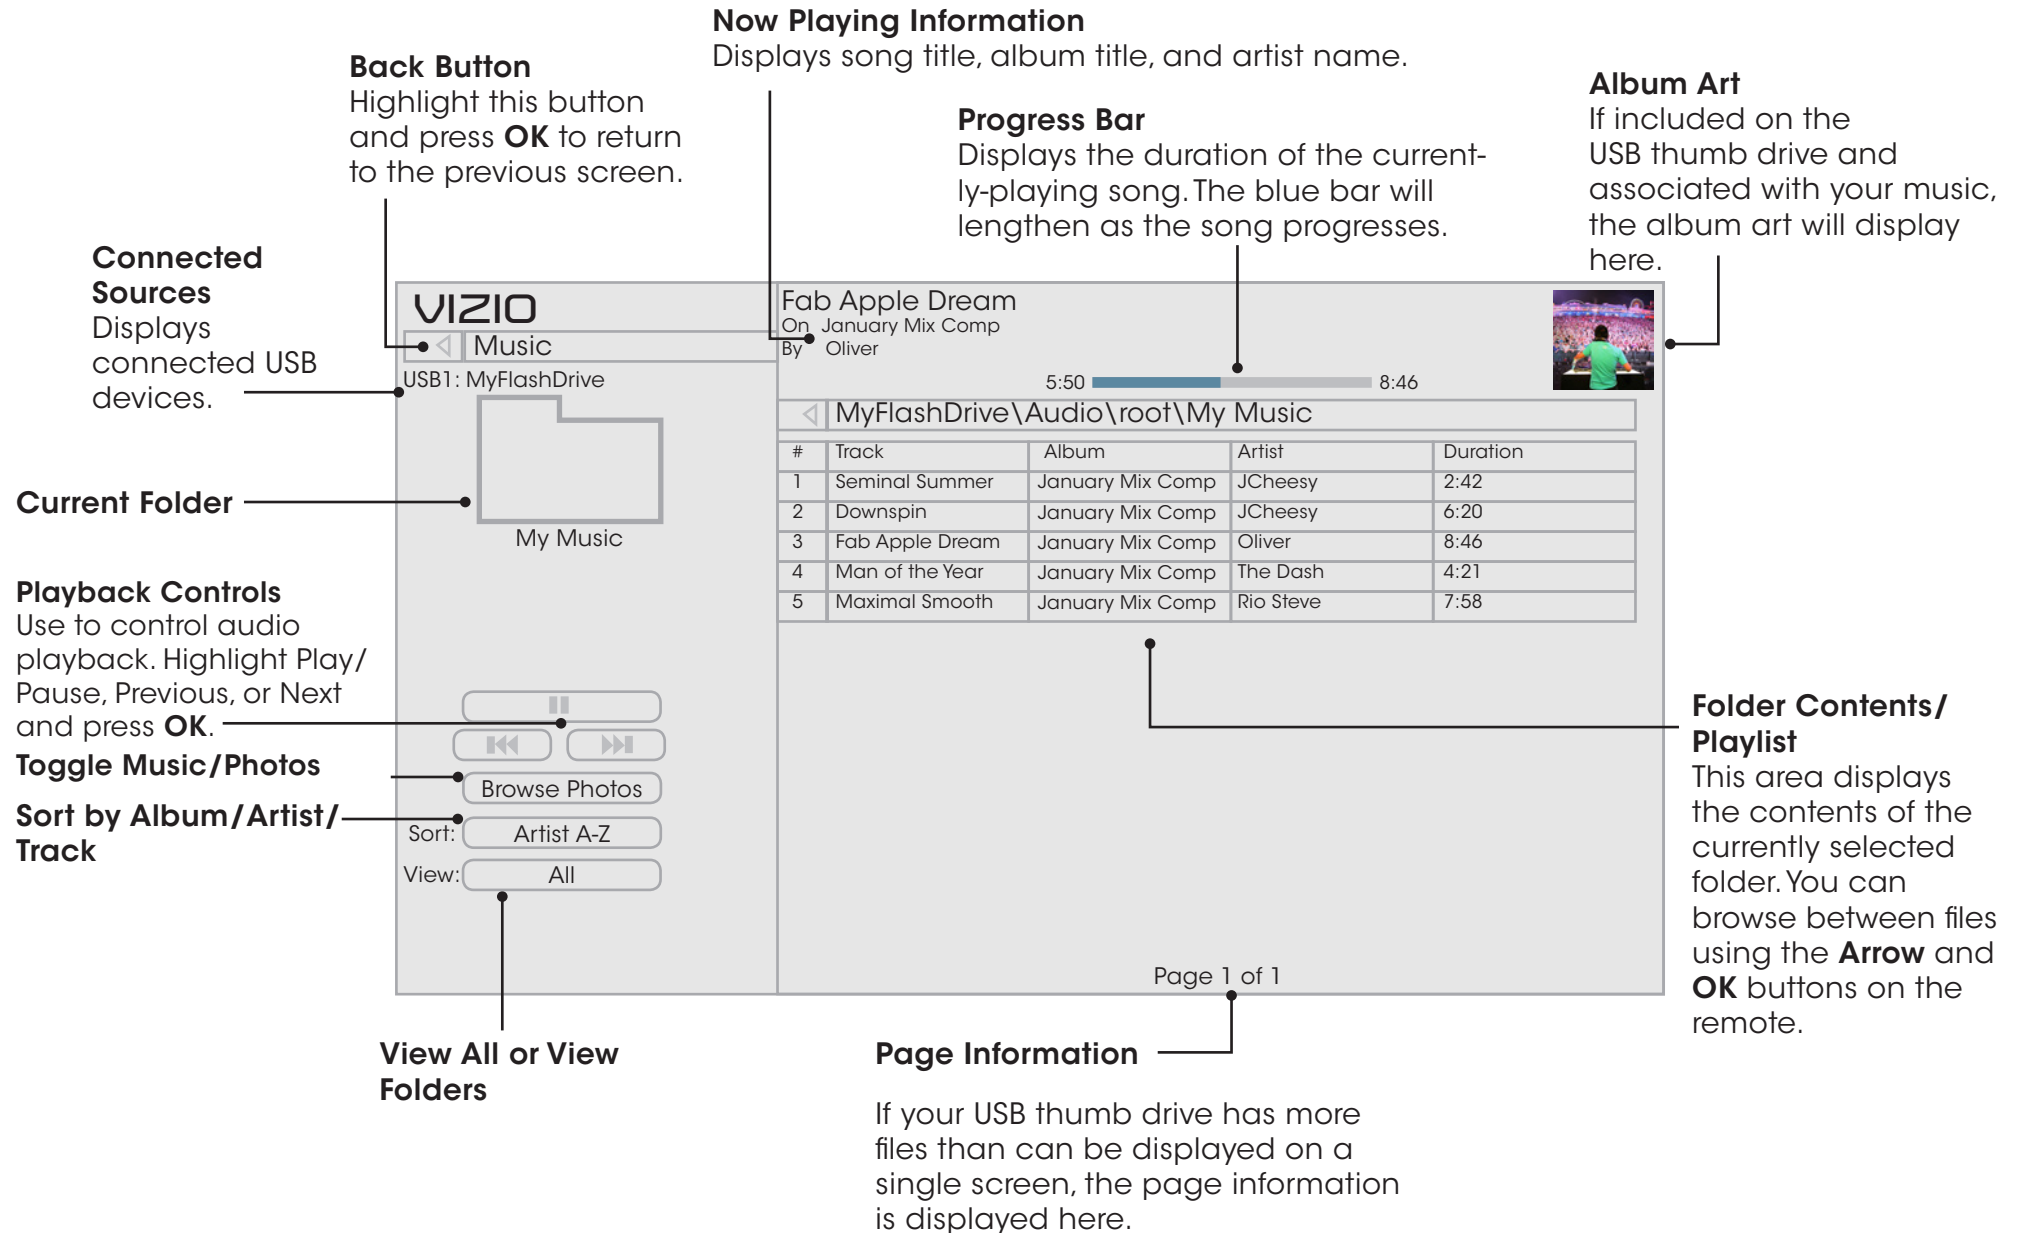 Now Playing Information
Displays song title, album title, and artist name.
Back Button
Highlight this button
and press OK to return
to the previous screen.
Progress Bar
Displays the duration of the current-
ly-playing song. The blue bar will
lengthen as the song progresses.
Album Art
If included on the
USB thumb drive and
associated with your music,
the album art will display
here.
Connected
Sources
Displays
connected USB
devices.
Current Folder
Playback Controls
Use to control audio
playback. Highlight Play/
Pause, Previous, or Next
and press OK.
Toggle Music/Photos
Sort by Album/Artist/
Track
VIZIO
Music
USB1: MyFlashDrive
My Music
Browse Photos
Sort: Artist A-Z
View: All
Fab Apple Dream
On January Mix Comp
By Oliver
5:50 8:46
MyFlashDrive\Audio\root\My Music
# Track Album Artist Duration
1 Seminal Summer January Mix Comp JCheesy 2:42
2 Downspin January Mix Comp JCheesy 6:20
3 Fab Apple Dream January Mix Comp Oliver 8:46
4 Man of the Year January Mix Comp The Dash 4:21
5 Maximal Smooth January Mix Comp Rio Steve 7:58
Page 1 of 1
Folder Contents/
Playlist
This area displays
the contents of the
currently selected
folder. You can
browse between files
using the Arrow and
OK buttons on the
remote.
View All or View
Folders
Page Information
If your USB thumb drive has more
files than can be displayed on a
single screen, the page information
is displayed here.